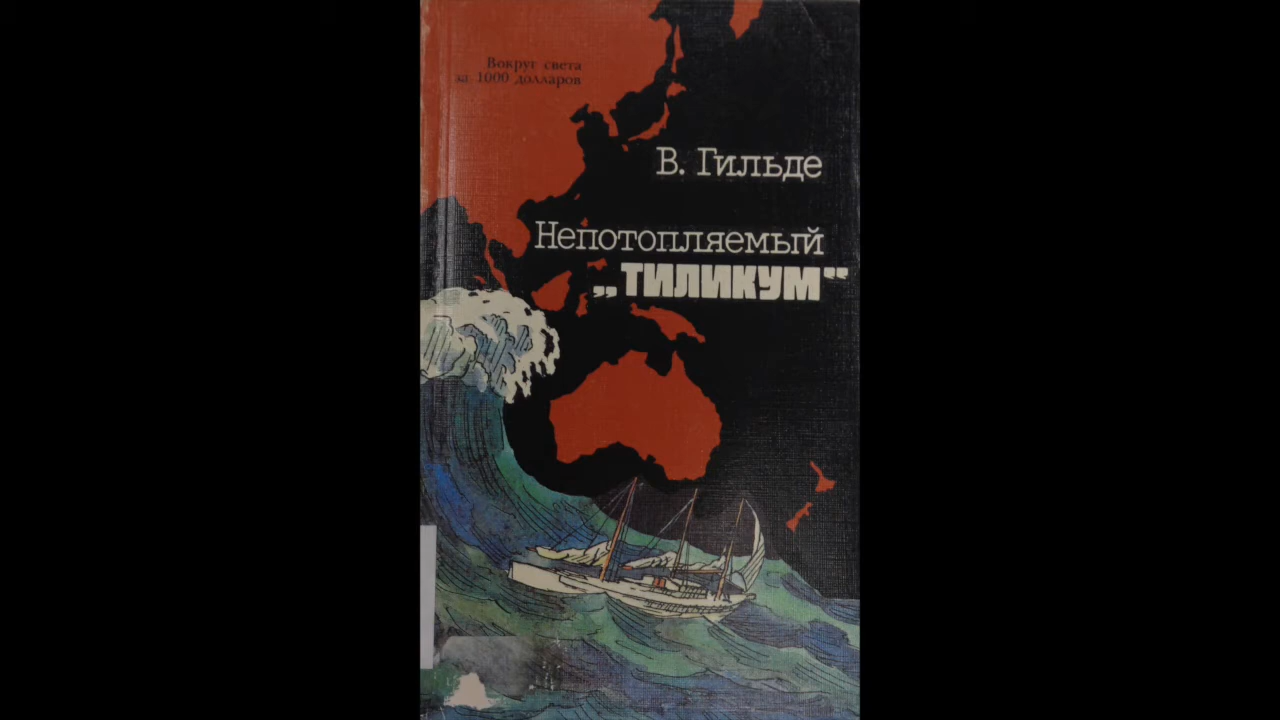 Вокруг света
за 1000 долларов
В. Гильде
Непотопляемый
„ТИЛИКУМ“